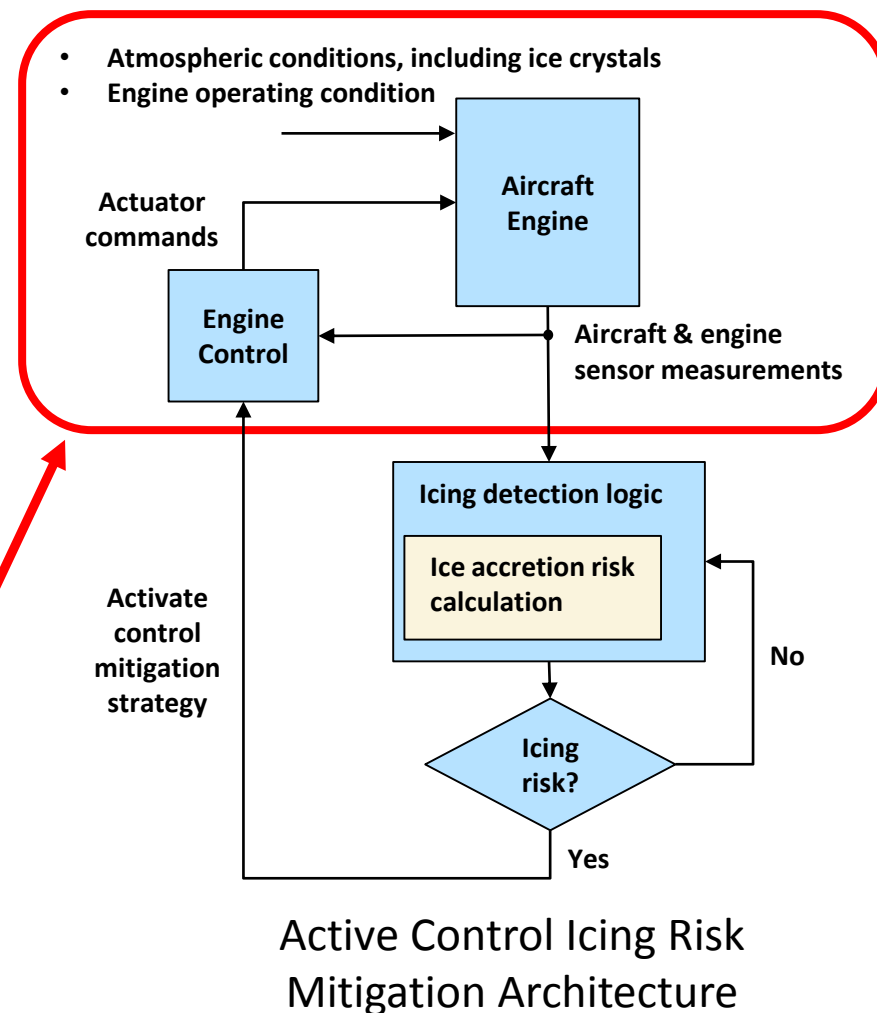 • Atmospheric conditions, including ice crystals
• Engine operating condition
Aircraft
Engine
Actuator
commands
Engine
Control
Aircraft & engine
sensor measurements
Icing detection logic
Ice accretion risk
calculation
Activate
control
mitigation
strategy
No
Icing
risk?
Yes
Active Control Icing Risk
Mitigation Architecture